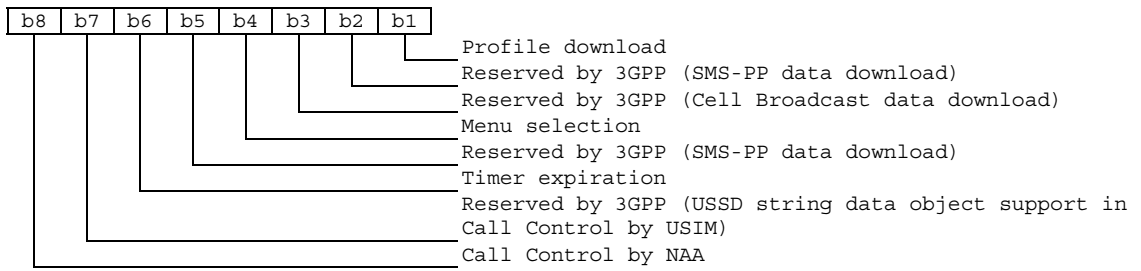 b8 b7 b6 b5 b4 b3 b2 b1
Profile download
Reserved by 3GPP (SMS-PP data download)
Reserved by 3GPP (Cell Broadcast data download)
Menu selection
Reserved by 3GPP (SMS-PP data download)
Timer expiration
Reserved by 3GPP (USSD string data object support in
Call Control by USIM)
Call Control by NAA